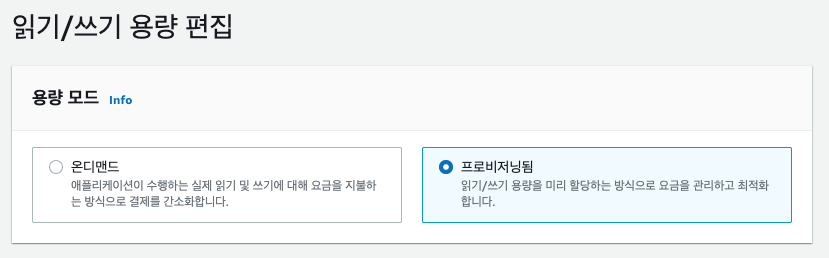 읽기/쓰기 용량 편집
용량 모드 Info
온디맨드
애플리케이션이 수행하는 실제 읽기 및 쓰기에 대해 요금을 지불하
는 방식으로 결제를 간소화합니다.
프로비저닝됨
읽기/쓰기 용량을 미리 할당하는 방식으로 요금을 관리하고 최적화
합니다.